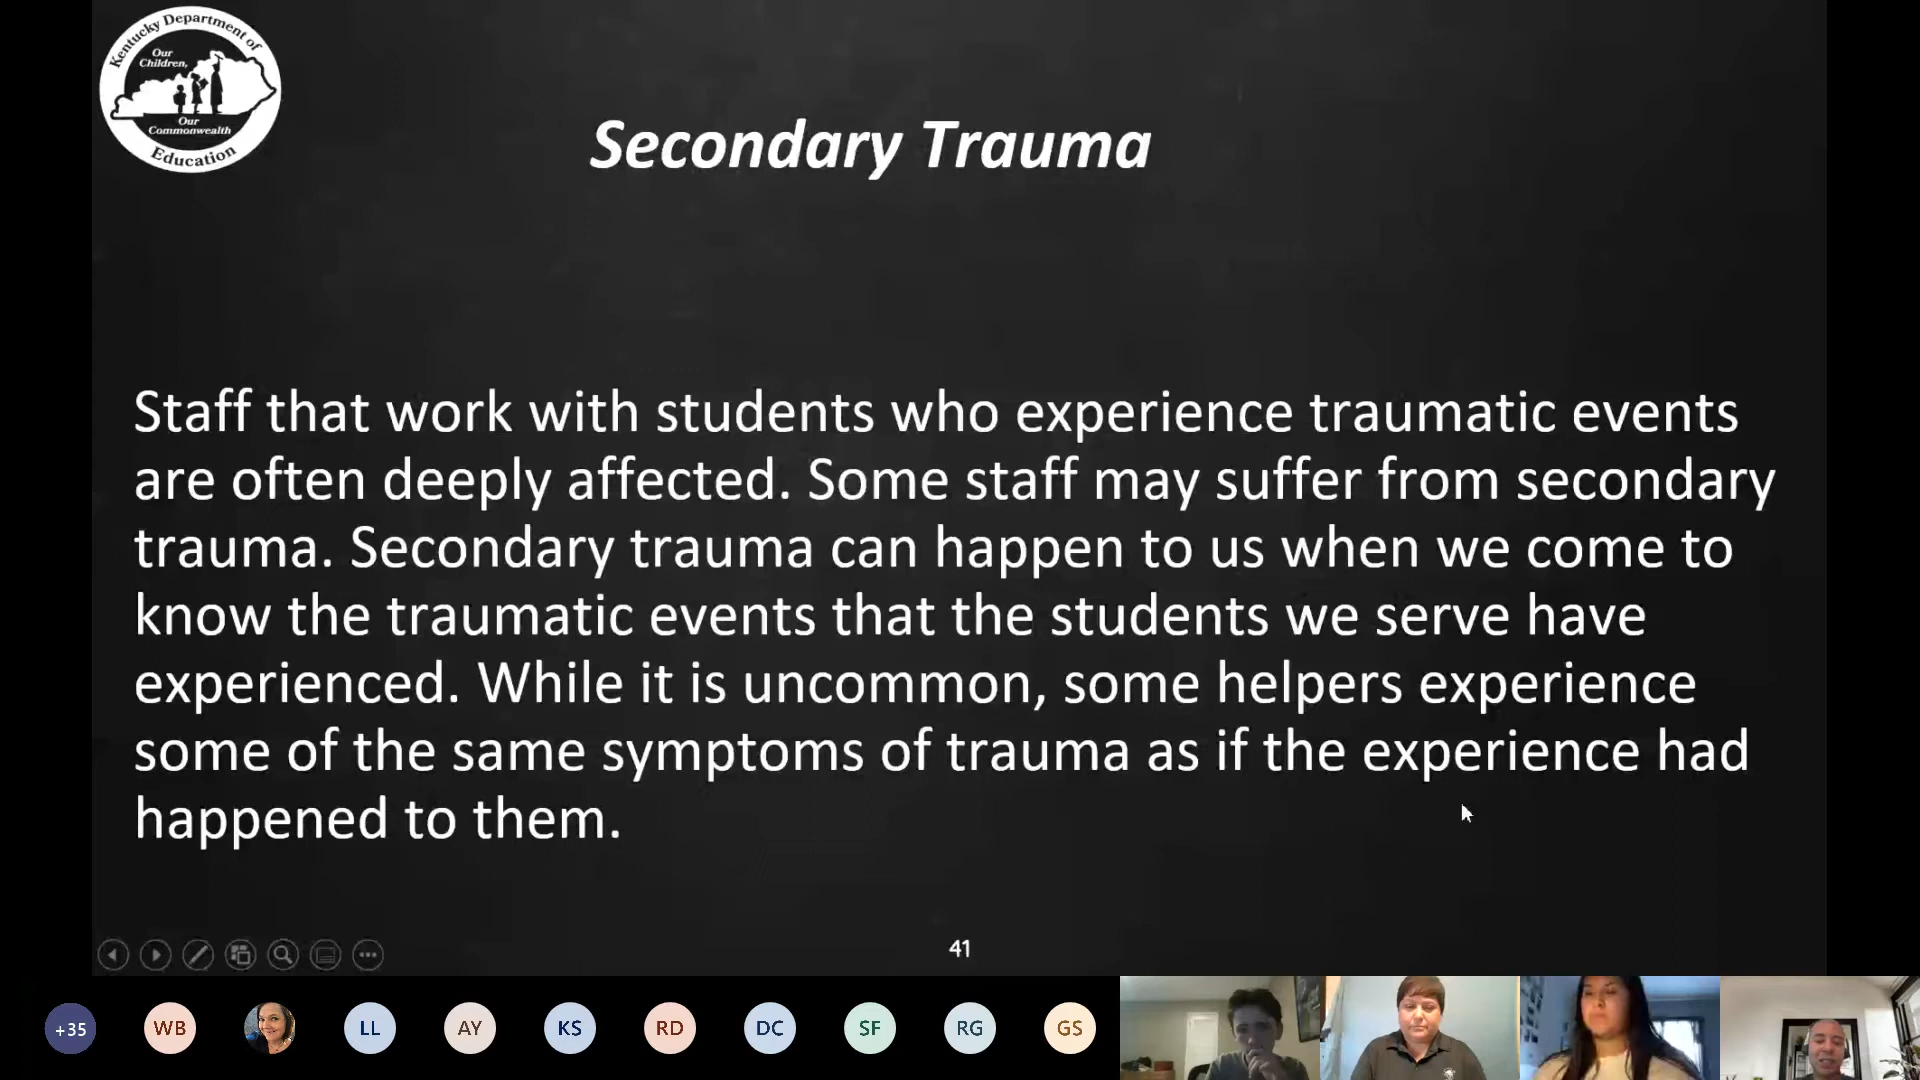 Kentucky Department of
Our
Children,
Our
Commonwealth
Education
Secondary Trauma
Staff that work with students who experience traumatic events
are often deeply affected. Some staff may suffer from secondary
trauma. Secondary trauma can happen to us when we come to
know the traumatic events that the students we serve have
experienced. While it is uncommon, some helpers experience
some of the same symptoms of trauma as if the experience had
happened to them.
41
+35 WB LL AY KS RD DC SF RG GS